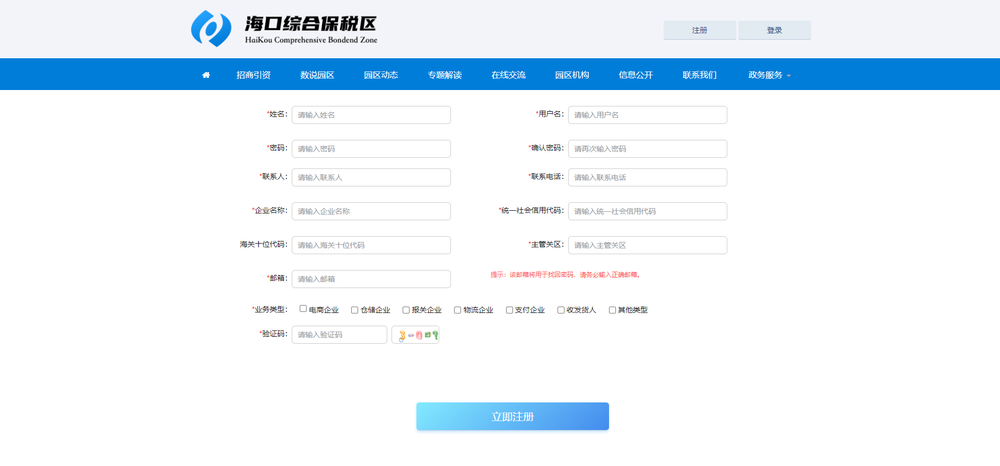 海口综合保税区
HaiKou Comprehensive Bondend Zone
注册 登录
招商引资 数说园区 园区动态 专题解读 在线交流 园区机构 信息公开 联系我们 政务服务
*姓名： 请输入姓名 *用户名： 请输入用户名
*密码： 请输入密码 *确认密码： 请再次输入密码
*联系人： 请输入联系人 *联系电话： 请输入联系电话
*企业名称： 请输入企业名称 *统一社会信用代码： 请输入统一社会信用代码
海关十位代码： 请输入海关十位代码 *主管关区： 请输入主管关区
*邮箱： 请输入邮箱 提示：该邮箱将用于找回密码，请务必输入正确邮箱。
*业务类型： 电商企业 仓储企业 报关企业 物流企业 支付企业 收发货人 其他类型
*验证码： 请输入验证码 3-0=?
立即注册